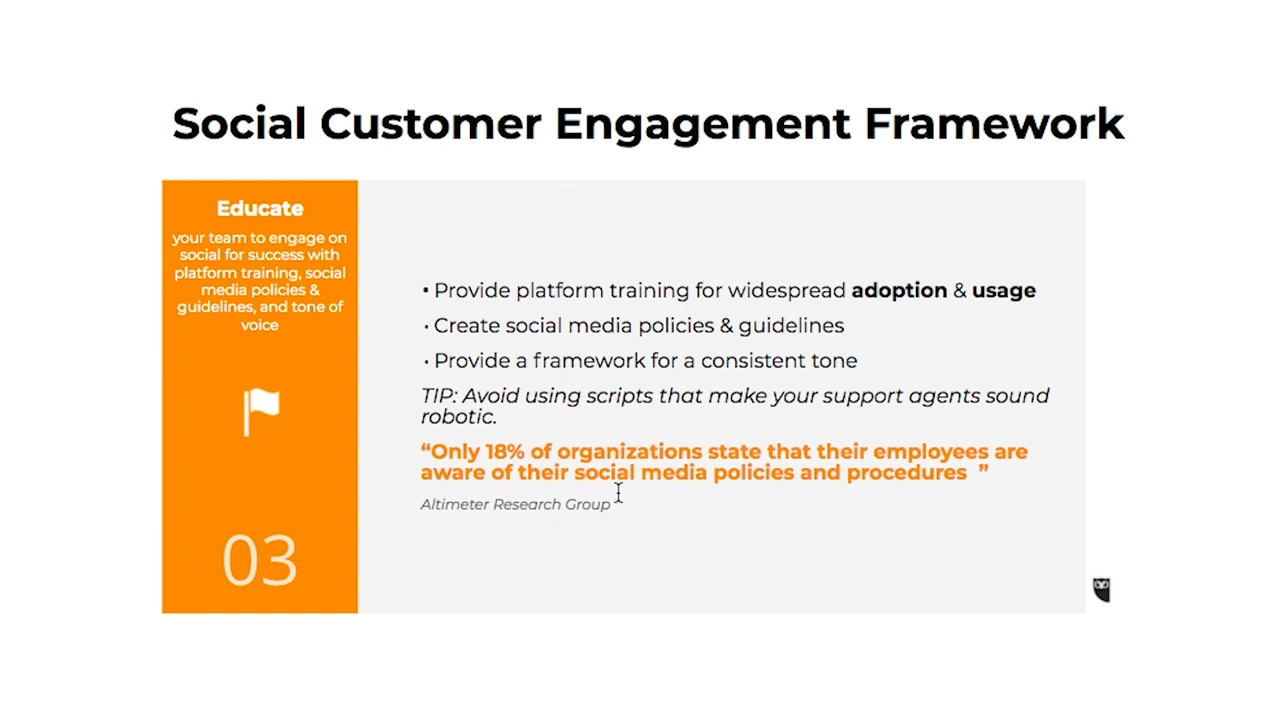 Social Customer Engagement Framework
Educate
your team to engage on
social for success with
platform training, social
media policies &
guidelines, and tone of
voice
03
• Provide platform training for widespread adoption & usage
• Create social media policies & guidelines
• Provide a framework for a consistent tone
TIP: Avoid using scripts that make your support agents sound
robotic.
“Only 18% of organizations state that their employees are
aware of their social media policies and procedures ”
Altimeter Research Group